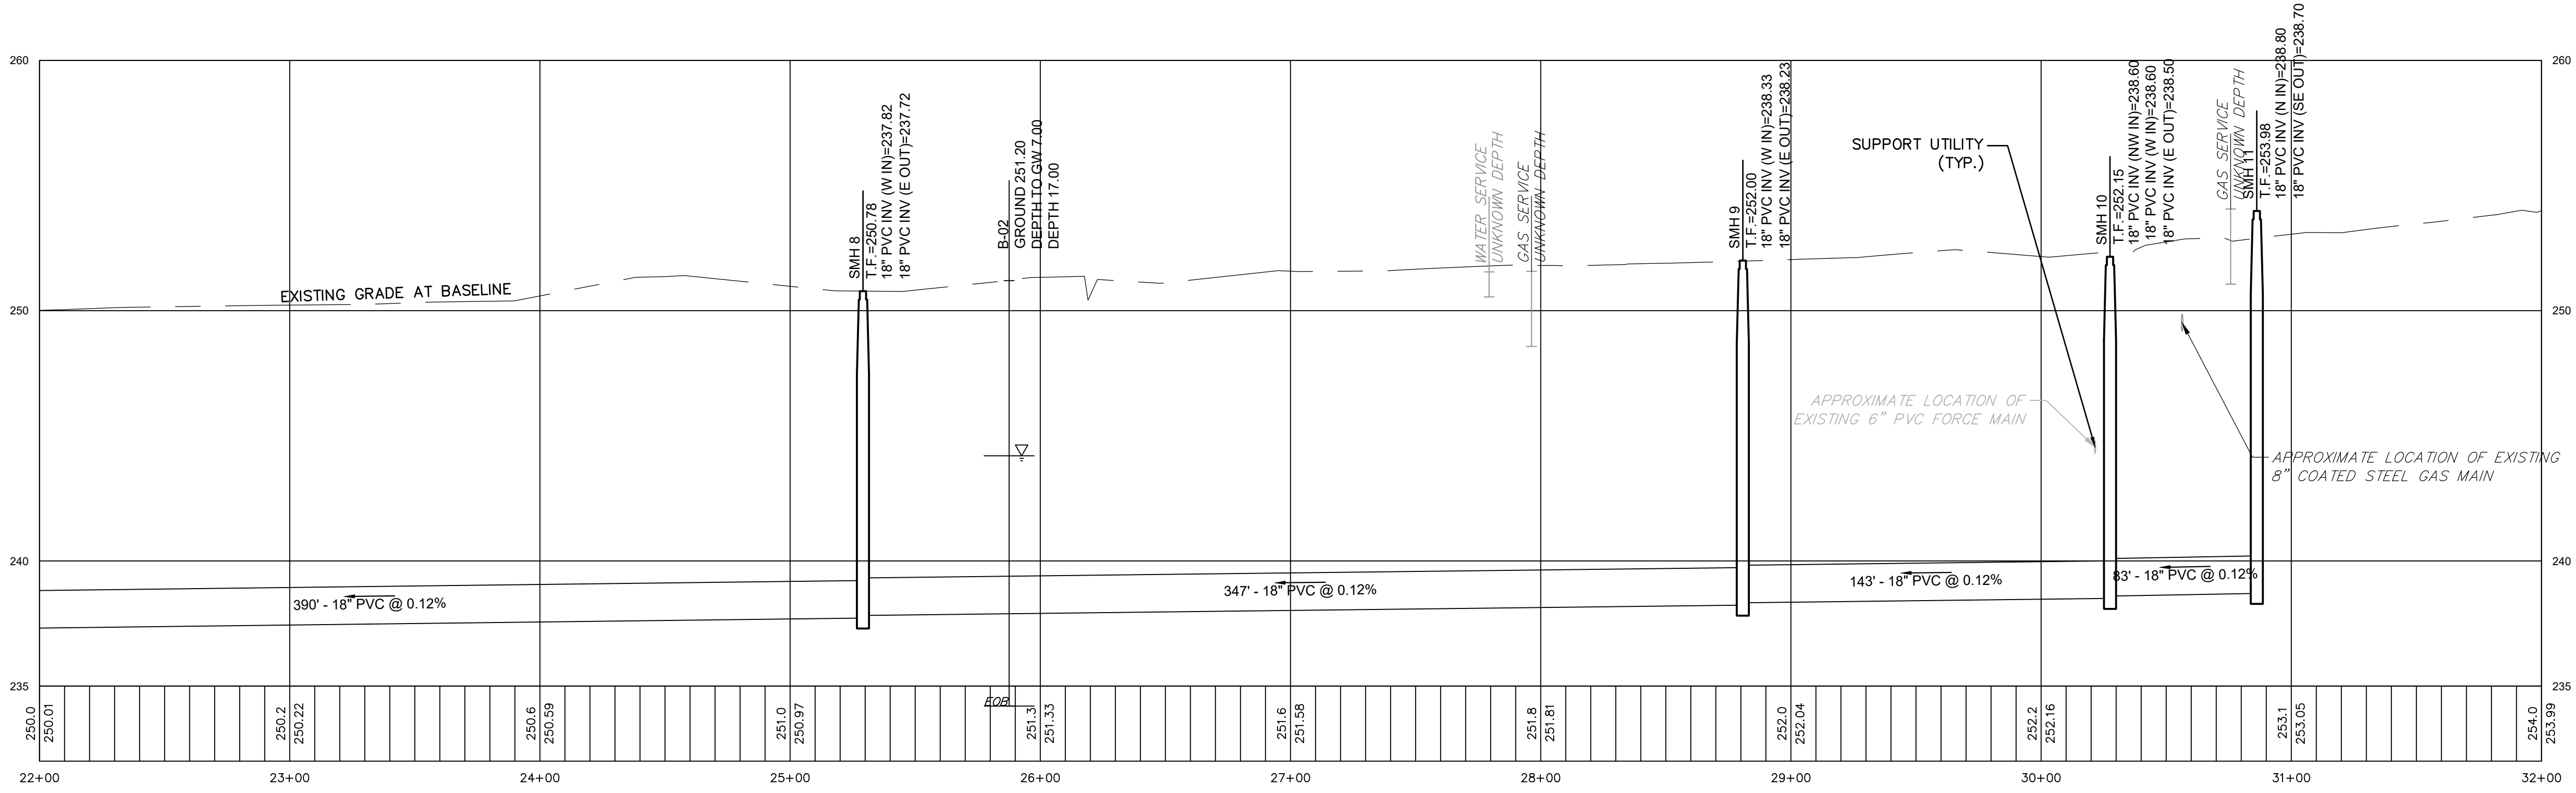 260
250
240
235
260
250
240
235
EXISTING GRADE AT BASELINE
SMH 8
T.F.=250.78
18" PVC INV (W IN)=237.82
18" PVC INV (E OUT)=237.72
B-02
GROUND 251.20
DEPTH TO GW 7.00
DEPTH 17.00
WATER SERVICE
UNKNOWN DEPTH
GAS SERVICE
UNKNOWN DEPTH
SMH 9
T.F.=252.00
18" PVC INV (W IN)=238.33
18" PVC INV (E OUT)=238.23
SUPPORT UTILITY
(TYP.)
SMH 10
T.F.=252.15
18" PVC INV (NW IN)=238.60
18" PVC INV (W IN)=238.60
18" PVC INV (E OUT)=238.50
GAS SERVICE
UNKNOWN DEPTH
SMH 11
T.F.=253.98
18" PVC INV (N IN)=238.80
18" PVC INV (SE OUT)=238.70
APPROXIMATE LOCATION OF
EXISTING 6" PVC FORCE MAIN
APPROXIMATE LOCATION OF EXISTING
8" COATED STEEL GAS MAIN
390' - 18" PVC @ 0.12%
347' - 18" PVC @ 0.12%
143' - 18" PVC @ 0.12%
83' - 18" PVC @ 0.12%
EOB
250.0
250.01
250.2
250.22
250.6
250.59
251.0
250.97
251.3
251.33
251.6
251.58
251.8
251.81
252.0
252.04
252.2
252.16
253.1
253.05
254.0
253.99
22+00
23+00
24+00
25+00
26+00
27+00
28+00
29+00
30+00
31+00
32+00